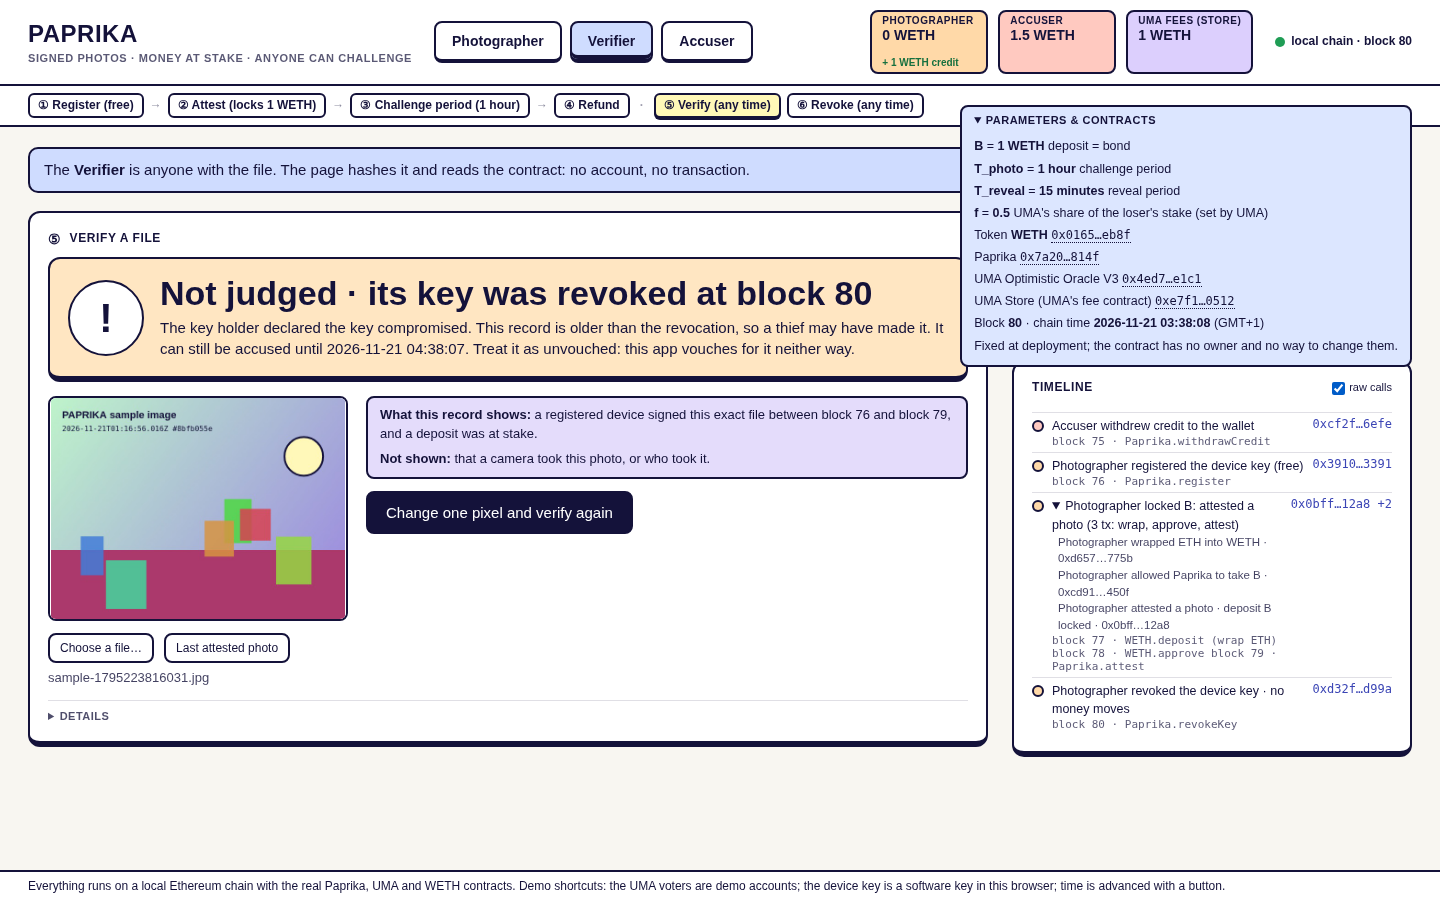 PAPRIKA
SIGNED PHOTOS · MONEY AT STAKE · ANYONE CAN CHALLENGE
Photographer
Verifier
Accuser
PHOTOGRAPHER
0 WETH
+ 1 WETH credit
ACCUSER
1.5 WETH
UMA FEES (STORE)
1 WETH
local chain · block 80
① Register (free) → ② Attest (locks 1 WETH) → ③ Challenge period (1 hour) → ④ Refund · ⑤ Verify (any time) ⑥ Revoke (any time)
▼ PARAMETERS & CONTRACTS
B = 1 WETH deposit = bond
T_photo = 1 hour challenge period
T_reveal = 15 minutes reveal period
f = 0.5 UMA's share of the loser's stake (set by UMA)
Token WETH 0x0165…eb8f
Paprika 0x7a20…814f
UMA Optimistic Oracle V3 0x4ed7…e1c1
UMA Store (UMA's fee contract) 0xe7f1…0512
Block 80 · chain time 2026-11-21 03:38:08 (GMT+1)
Fixed at deployment; the contract has no owner and no way to change them.
The Verifier is anyone with the file. The page hashes it and reads the contract: no account, no transaction.
⑤ VERIFY A FILE
!
Not judged · its key was revoked at block 80
The key holder declared the key compromised. This record is older than the revocation, so a thief may have made it. It
can still be accused until 2026-11-21 04:38:07. Treat it as unvouched: this app vouches for it neither way.
PAPRIKA sample image
2026-11-21T01:16:56.016Z #8bfb055e
What this record shows: a registered device signed this exact file between block 76 and block 79,
and a deposit was at stake.
Not shown: that a camera took this photo, or who took it.
Change one pixel and verify again
Choose a file…
Last attested photo
sample-1795223816031.jpg
▶ DETAILS
TIMELINE
raw calls
Accuser withdrew credit to the wallet 0xcf2f…6efe
block 75 · Paprika.withdrawCredit
Photographer registered the device key (free) 0x3910…3391
block 76 · Paprika.register
▼ Photographer locked B: attested a 0x0bff…12a8 +2
photo (3 tx: wrap, approve, attest)
Photographer wrapped ETH into WETH ·
0xd657…775b
Photographer allowed Paprika to take B ·
0xcd91…450f
Photographer attested a photo · deposit B
locked · 0x0bff…12a8
block 77 · WETH.deposit (wrap ETH)
block 78 · WETH.approve block 79 ·
Paprika.attest
Photographer revoked the device key · no 0xd32f…d99a
money moves
block 80 · Paprika.revokeKey
Everything runs on a local Ethereum chain with the real Paprika, UMA and WETH contracts. Demo shortcuts: the UMA voters are demo accounts; the device key is a software key in this browser; time is advanced with a button.